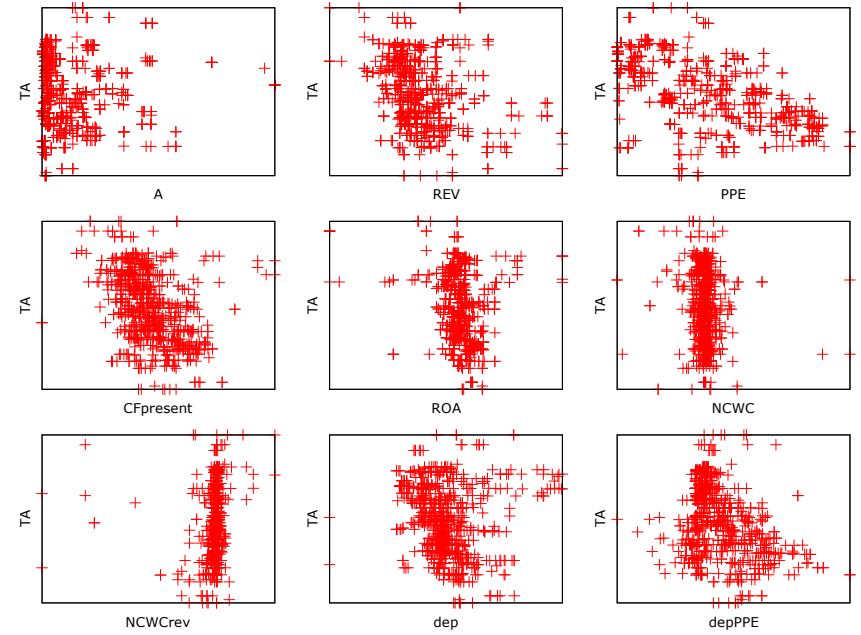 TA
A
TA
REV
TA
PPE
TA
CFpresent
TA
ROA
TA
NCWC
TA
NCWCrev
TA
dep
TA
depPPE